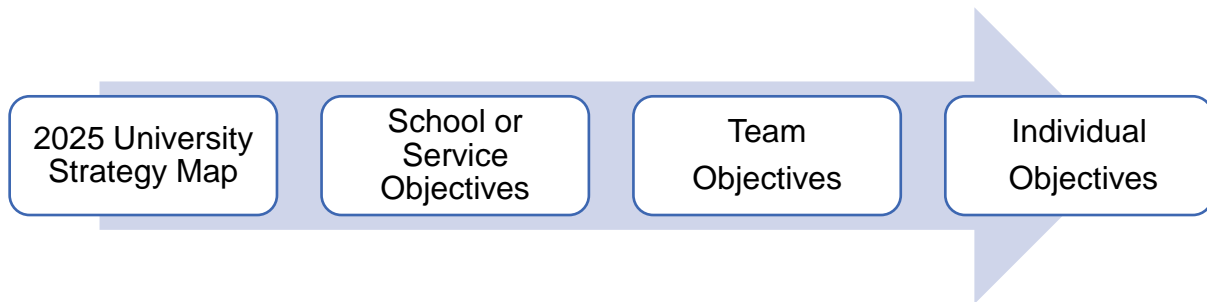 2025 University
Strategy Map
School or
Service
Objectives
Team
Objectives
Individual
Objectives